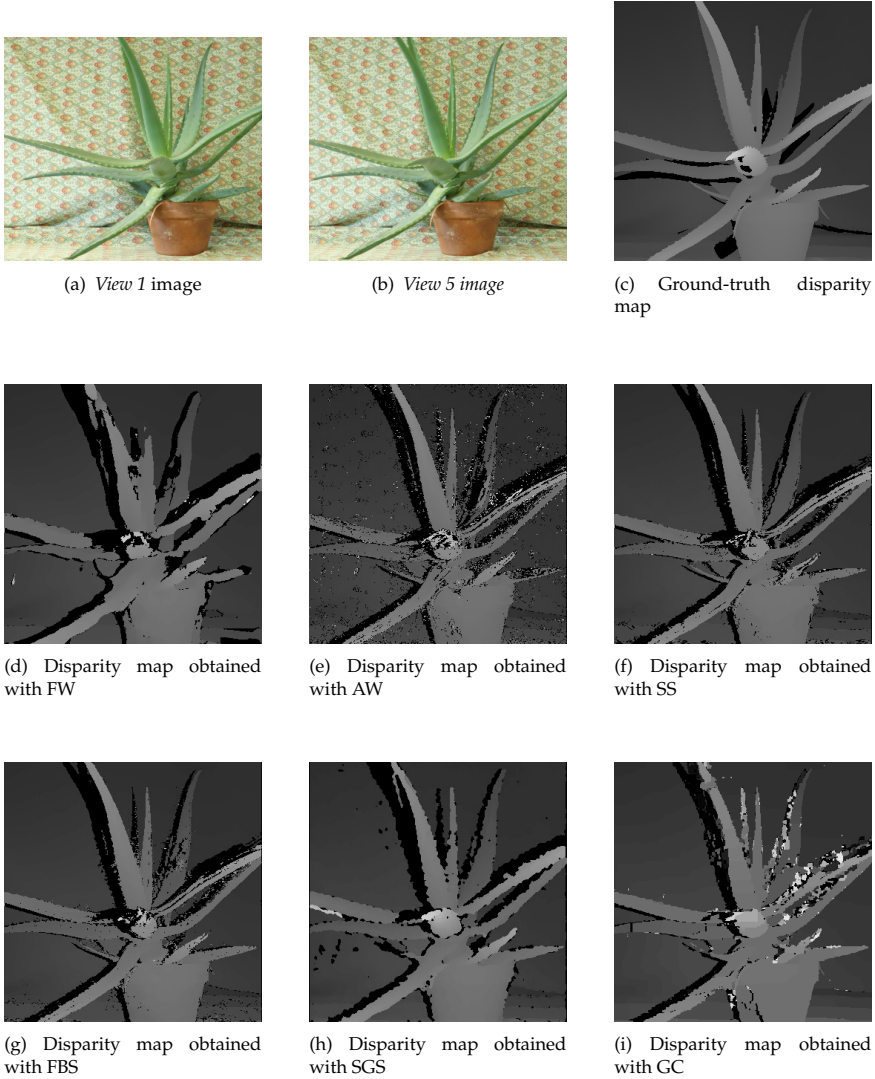 (a) View 1 image
(b) View 5 image
(c) Ground-truth disparity
map
(d) Disparity map obtained
with FW
(e) Disparity map obtained
with AW
(f) Disparity map obtained
with SS
(g) Disparity map obtained
with FBS
(h) Disparity map obtained
with SGS
(i) Disparity map obtained
with GC